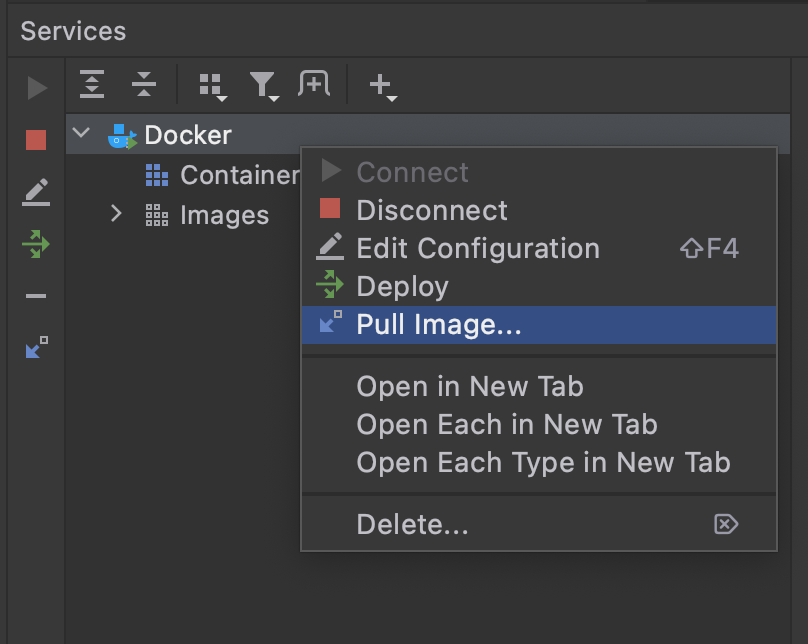 Services
Docker
Container
Images
Connect
Disconnect
Edit Configuration ⇧F4
Deploy
Pull Image...
Open in New Tab
Open Each in New Tab
Open Each Type in New Tab
Delete... ⌦